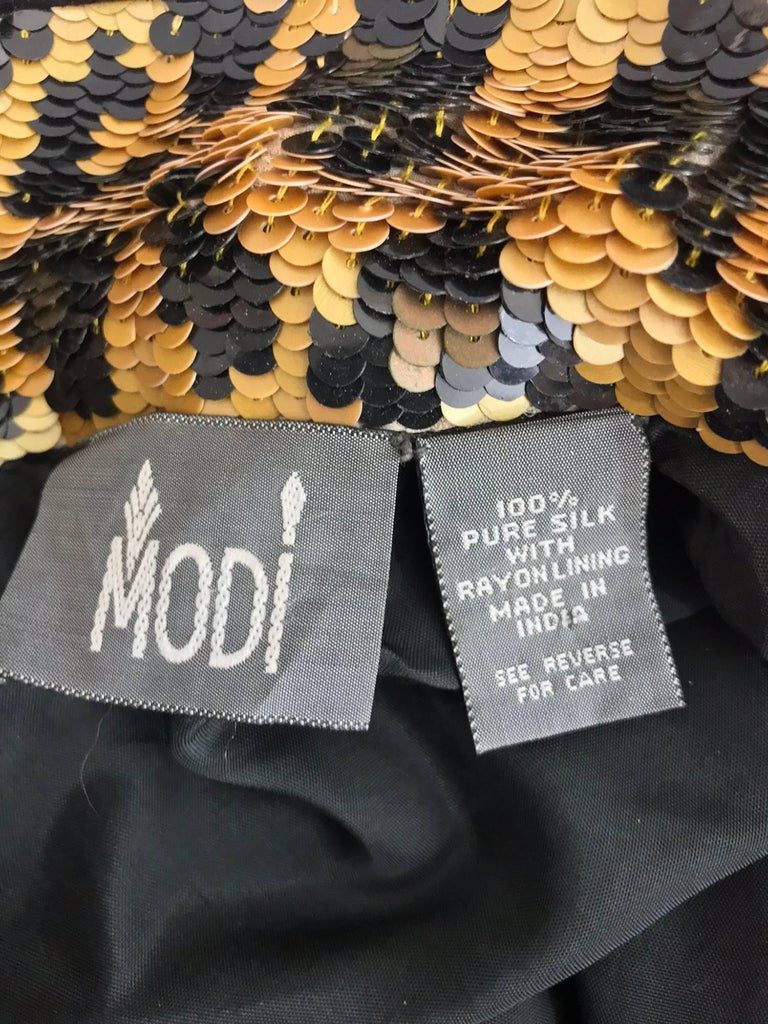 MODI
100%
PURE SILK
WITH
RAYON LINING
MADE IN
INDIA
SEE REVERSE
FOR CARE